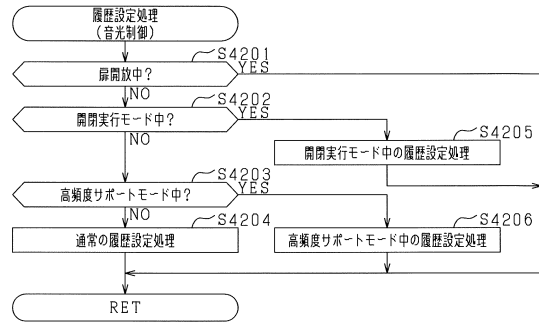 履歴設定処理
(音光制御)
S4201
扉開放中？
YES
NO
S4202
開閉実行モード中？
YES
NO
S4205
開閉実行モード中の履歴設定処理
S4203
高頻度サポートモード中？
YES
NO
S4204
通常の履歴設定処理
S4206
高頻度サポートモード中の履歴設定処理
RET